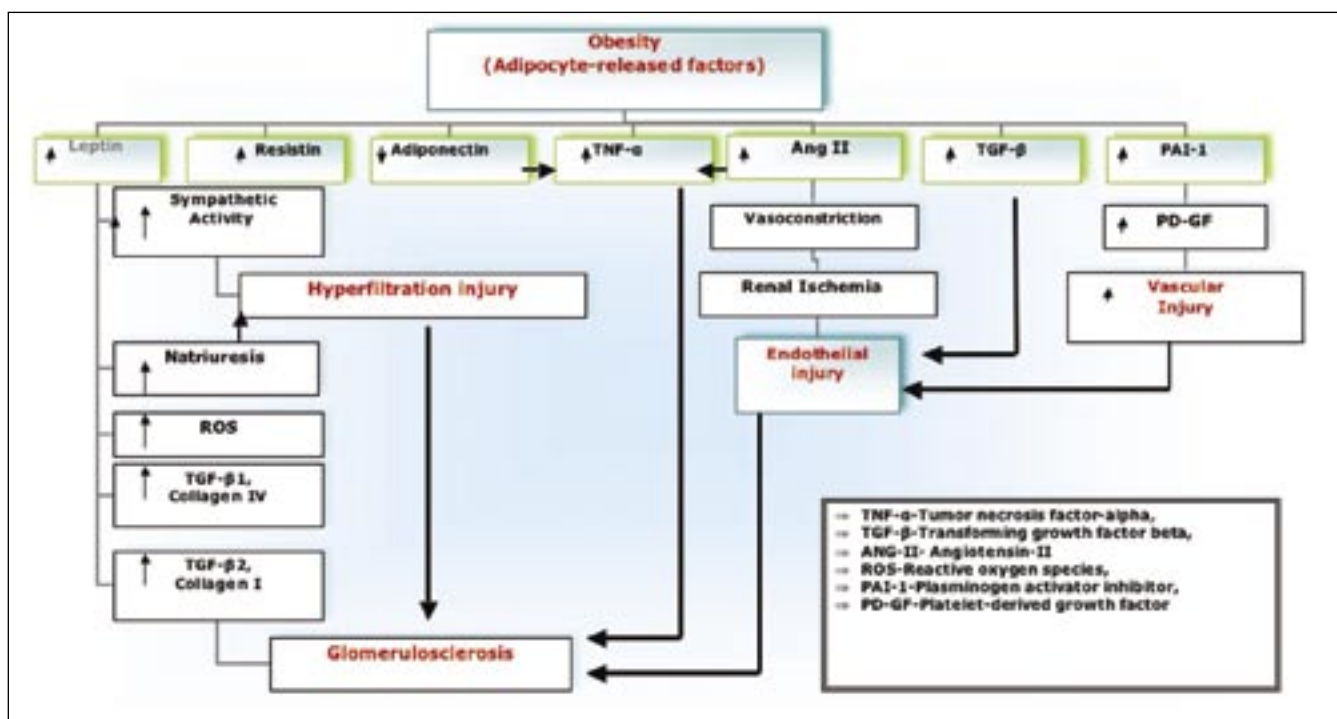 Obesity
(Adipocyte-released factors)
Leptin
Resistin
Adiponectin
TNF-α
Ang II
TGF-β
PAI-1
Sympathetic
Activity
Vasoconstriction
PD-GF
Hyperfiltration injury
Renal Ischemia
Vascular
Injury
Natriuresis
Endothelial
injury
ROS
TGF-β1,
Collagen IV
TGF-β2,
Collagen I
Glomerulosclerosis
⇒ TNF-α-Tumor necrosis factor-alpha,
⇒ TGF-β-Transforming growth factor beta,
⇒ ANG-II- Angiotensin-II
⇒ ROS-Reactive oxygen species,
⇒ PAI-1-Plasminogen activator inhibitor,
⇒ PD-GF-Platelet-derived growth factor